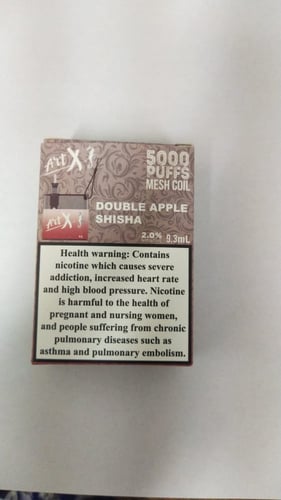 Art X
5000
PUFFS
MESH COIL
DOUBLE APPLE
SHISHA
Art X
2.0% 9.3mL
Health warning: Contains
nicotine which causes severe
addiction, increased heart rate
and high blood pressure. Nicotine
is harmful to the health of
pregnant and nursing women,
and people suffering from chronic
pulmonary diseases such as
asthma and pulmonary embolism.